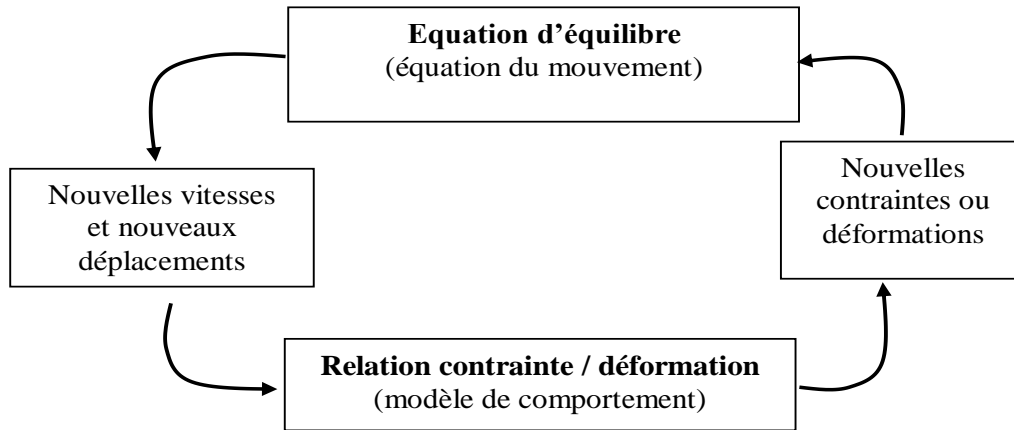 Equation d’équilibre
(équation du mouvement)
Nouvelles vitesses
et nouveaux
déplacements
Nouvelles
contraintes ou
déformations
Relation contrainte / déformation
(modèle de comportement)